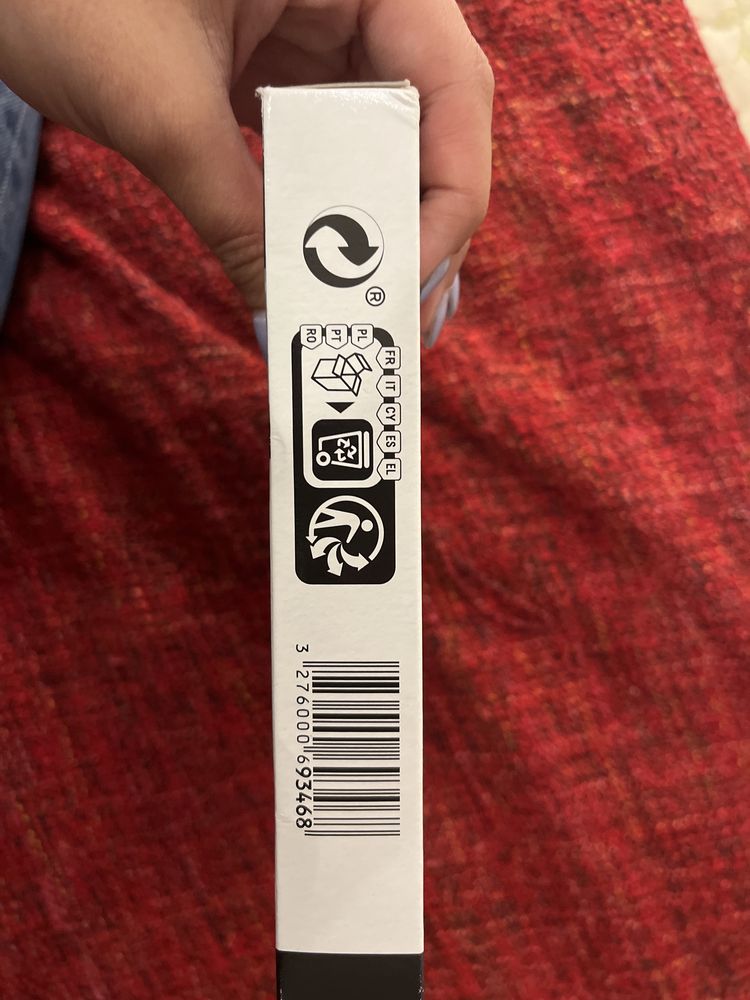 ®
RO
PT
PL
FR
IT
CY
ES
EL
3 276000 693468